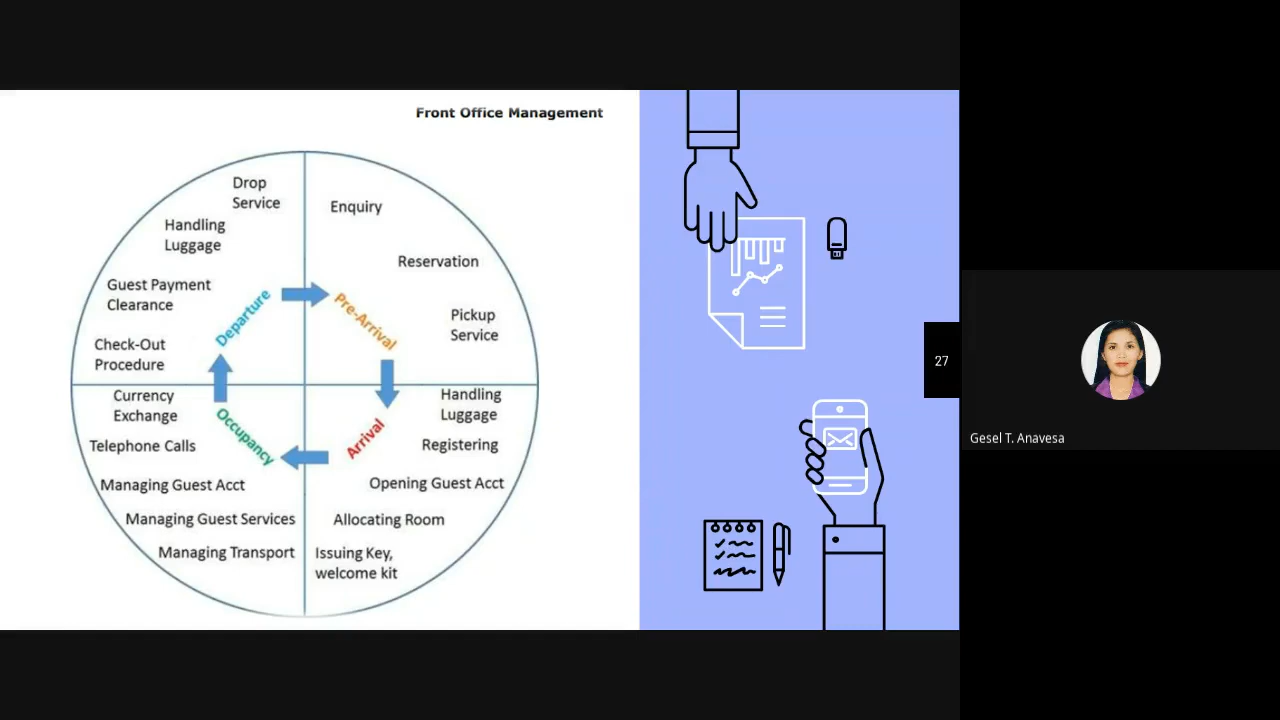 Front Office Management
Drop
Service
Handling
Luggage
Guest Payment
Clearance
Check-Out
Procedure
Departure
Enquiry
Reservation
Pickup
Service
Pre-Arrival
Handling
Luggage
Registering
Opening Guest Acct
Allocating Room
Issuing Key,
welcome kit
Arrival
Currency
Exchange
Telephone Calls
Managing Guest Acct
Managing Guest Services
Managing Transport
Occupancy
27
Gesel T. Anavesa